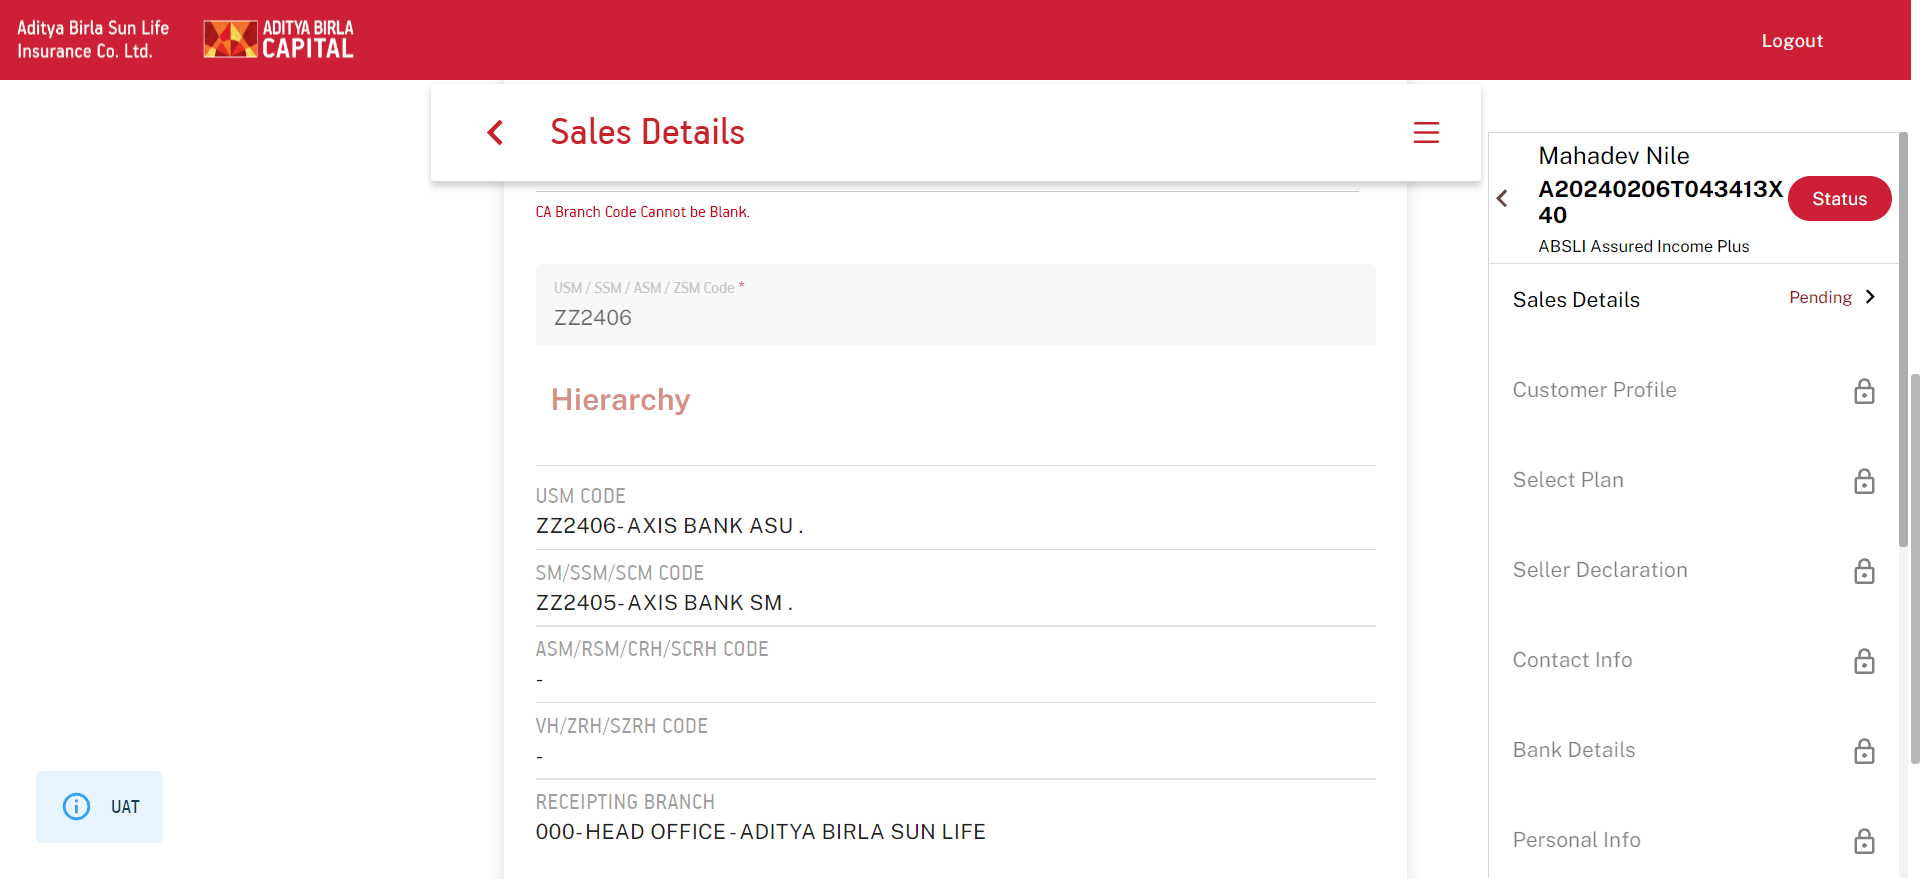 Aditya Birla Sun Life
Insurance Co. Ltd.
ADITYA BIRLA
CAPITAL
Logout
Sales Details
CA Branch Code Cannot be Blank.
USM / SSM / ASM / ZSM Code *
ZZ2406
Hierarchy
USM CODE
ZZ2406- AXIS BANK ASU .
SM/SSM/SCM CODE
ZZ2405- AXIS BANK SM .
ASM/RSM/CRH/SCRH CODE
-
VH/ZRH/SZRH CODE
-
RECEIPTING BRANCH
000- HEAD OFFICE - ADITYA BIRLA SUN LIFE
UAT
Mahadev Nile
A20240206T043413X
40
Status
ABSLI Assured Income Plus
Sales Details
Pending
Customer Profile
Select Plan
Seller Declaration
Contact Info
Bank Details
Personal Info